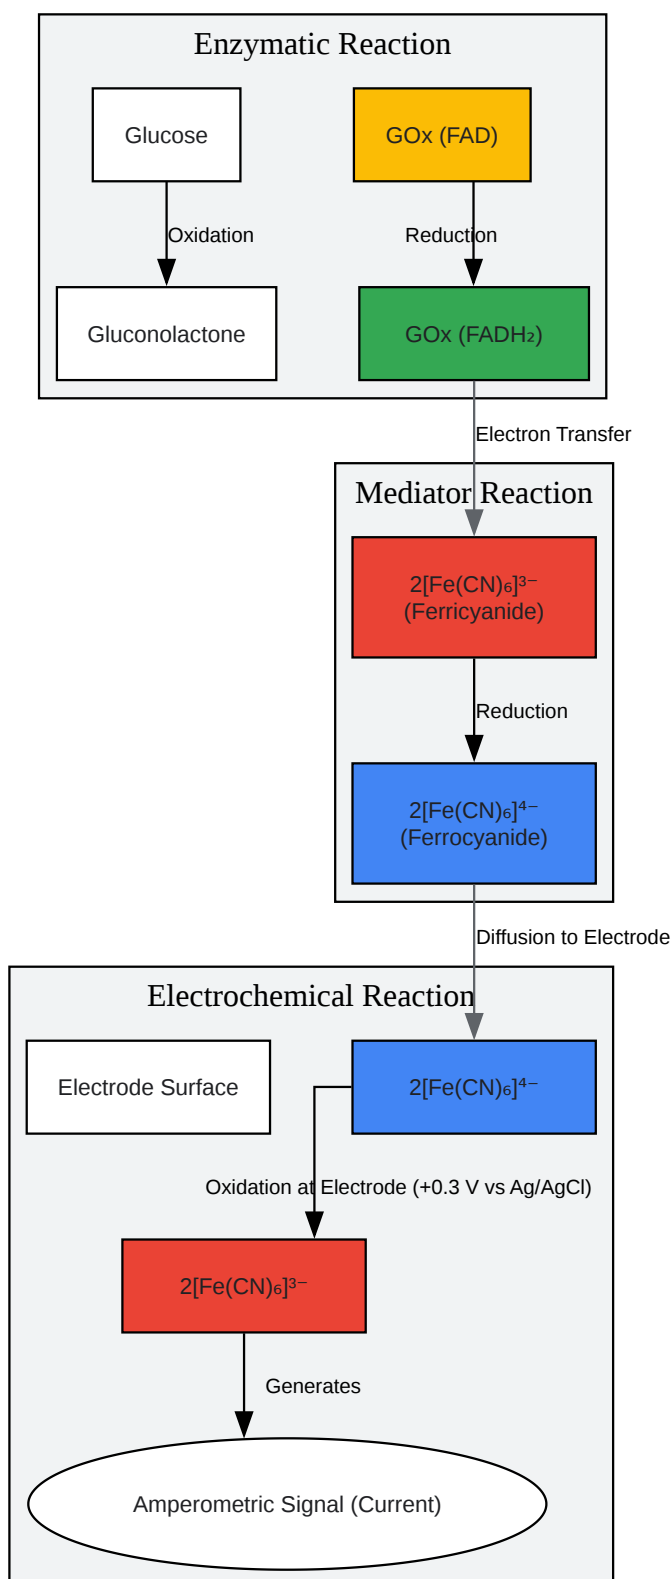 Enzymatic Reaction
Glucose
GOx (FAD)
Oxidation
Reduction
Gluconolactone
GOx (FADH₂)
Electron Transfer
Mediator Reaction
2[Fe(CN)₆]³⁻
(Ferricyanide)
Reduction
2[Fe(CN)₆]⁴⁻
(Ferrocyanide)
Diffusion to Electrode
Electrochemical Reaction
Electrode Surface
2[Fe(CN)₆]⁴⁻
Oxidation at Electrode (+0.3 V vs Ag/AgCl)
2[Fe(CN)₆]³⁻
Generates
Amperometric Signal (Current)